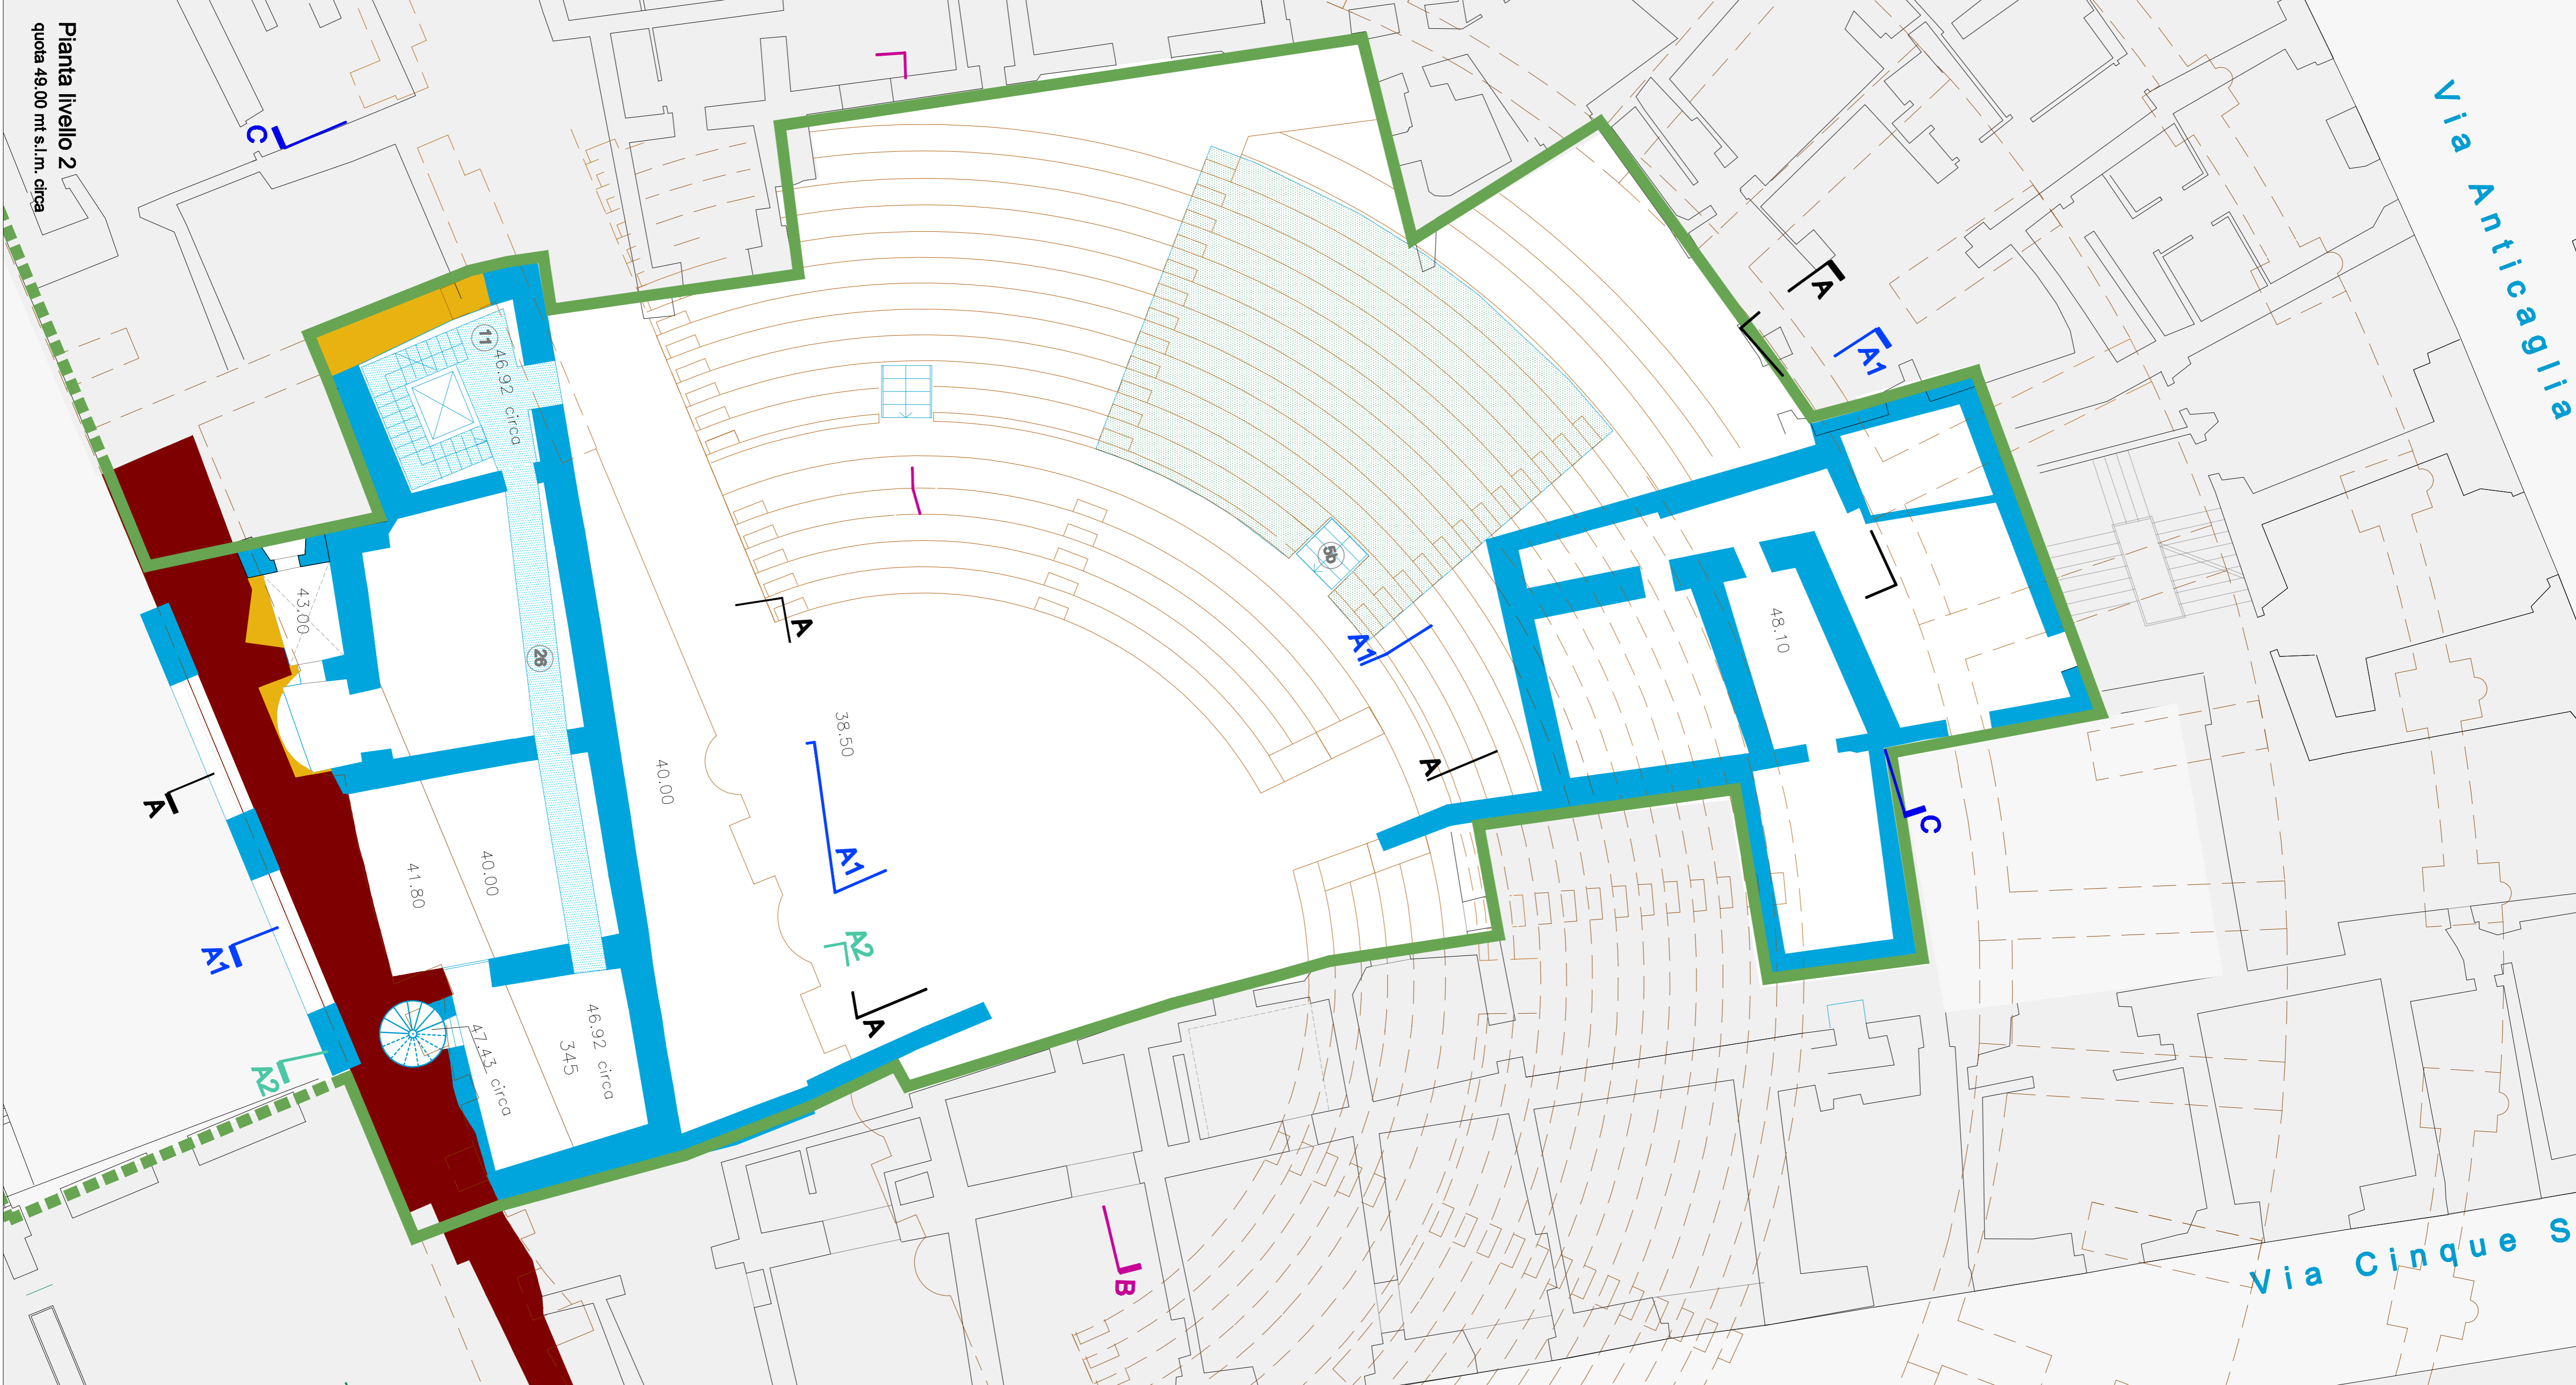 Pianta livello 2
quota 49.00 mt s.l.m. circa
Via Anticaglia
Via Cinque S
C
A
A1
11
46.92 circa
5b
43.00
26
A
A1
48.10
38.50
40.00
A
C
A
A1
40.00
41.80
A1
A2
A
46.92 circa
345
47.43 circa
A2
B